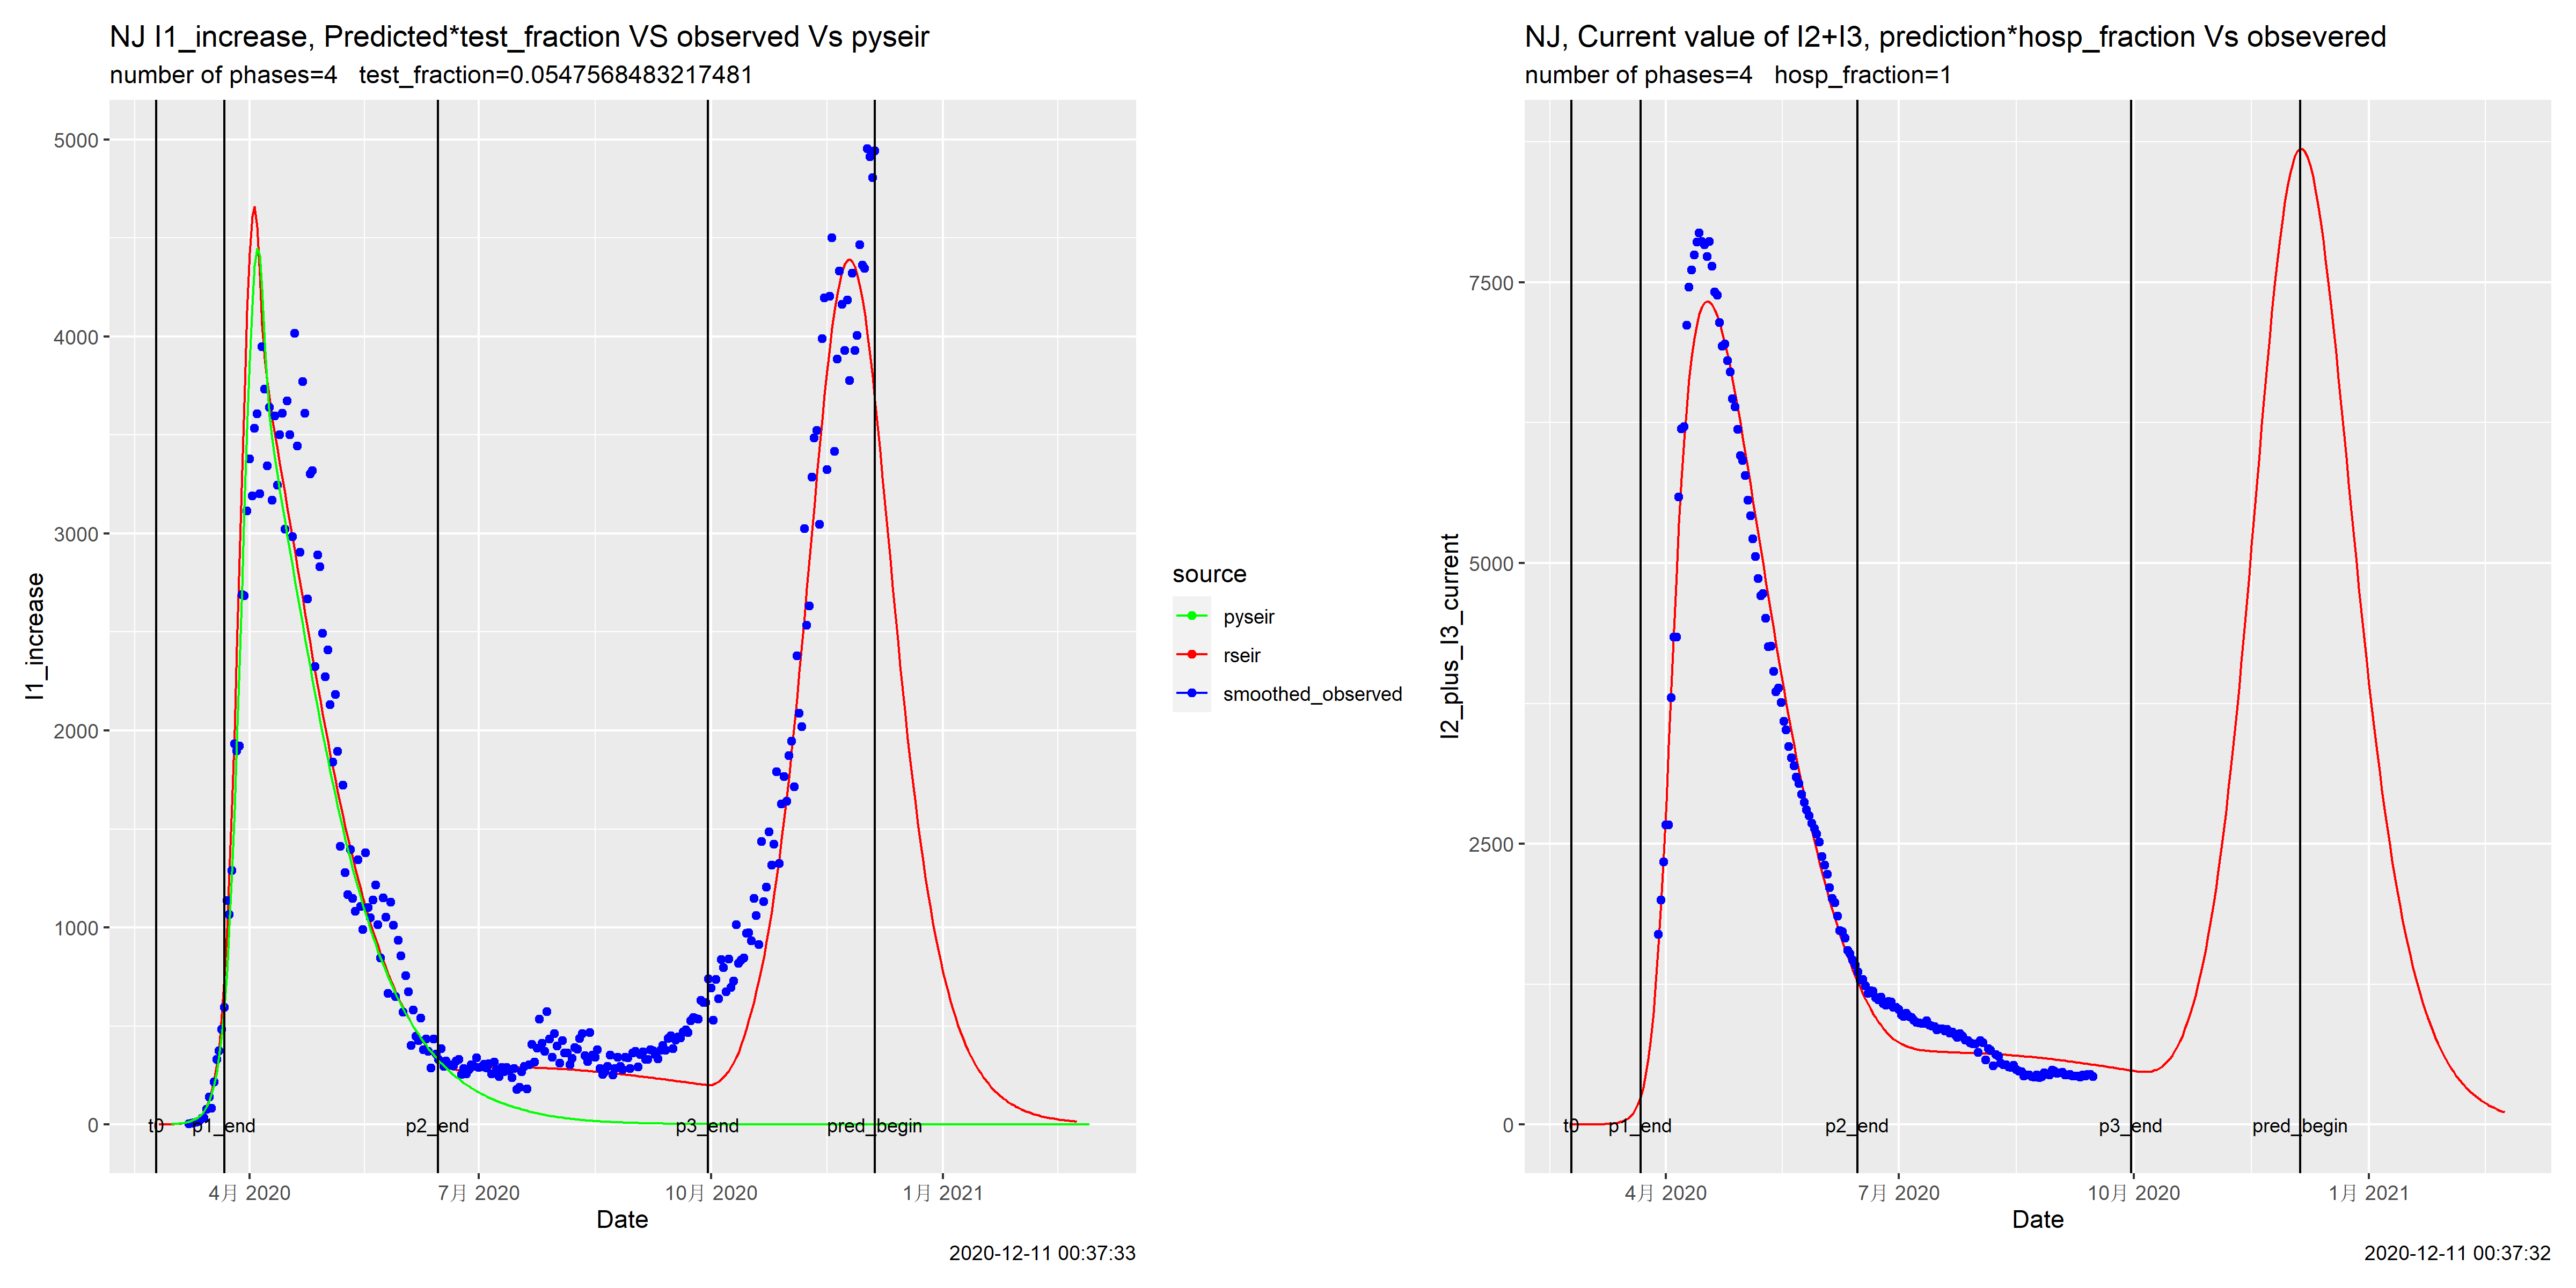 NJ I1_increase, Predicted*test_fraction VS observed Vs pyseir
number of phases=4 test_fraction=0.0547568483217481
5000
4000
3000
2000
1000
0
I1_increase
t0
p1_end
p2_end
p3_end
pred_begin
4月 2020
7月 2020
10月 2020
1月 2021
Date
2020-12-11 00:37:33
source
pyseir
rseir
smoothed_observed
NJ, Current value of I2+I3, prediction*hosp_fraction Vs obsevered
number of phases=4 hosp_fraction=1
7500
5000
2500
0
I2_plus_I3_current
t0
p1_end
p2_end
p3_end
pred_begin
4月 2020
7月 2020
10月 2020
1月 2021
Date
2020-12-11 00:37:32